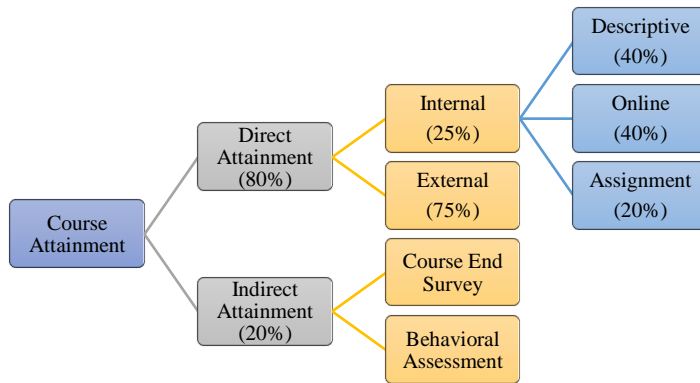 Course
Attainment
Direct
Attainment
(80%)
Indirect
Attainment
(20%)
Internal
(25%)
External
(75%)
Course End
Survey
Behavioral
Assessment
Descriptive
(40%)
Online
(40%)
Assignment
(20%)